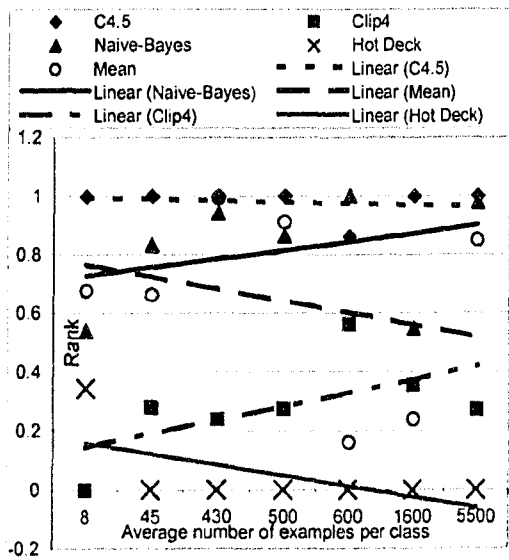 C4.5 Clip4
Naive-Bayes Hot Deck
Mean Linear (C4.5)
Linear (Naive-Bayes) Linear (Mean)
Linear (Clip4) Linear (Hot Deck)
1.2
1
0.8
0.6
Rank
0.4
0.2
0
8 45 430 500 600 1600 5500
Average number of examples per class
-0.2